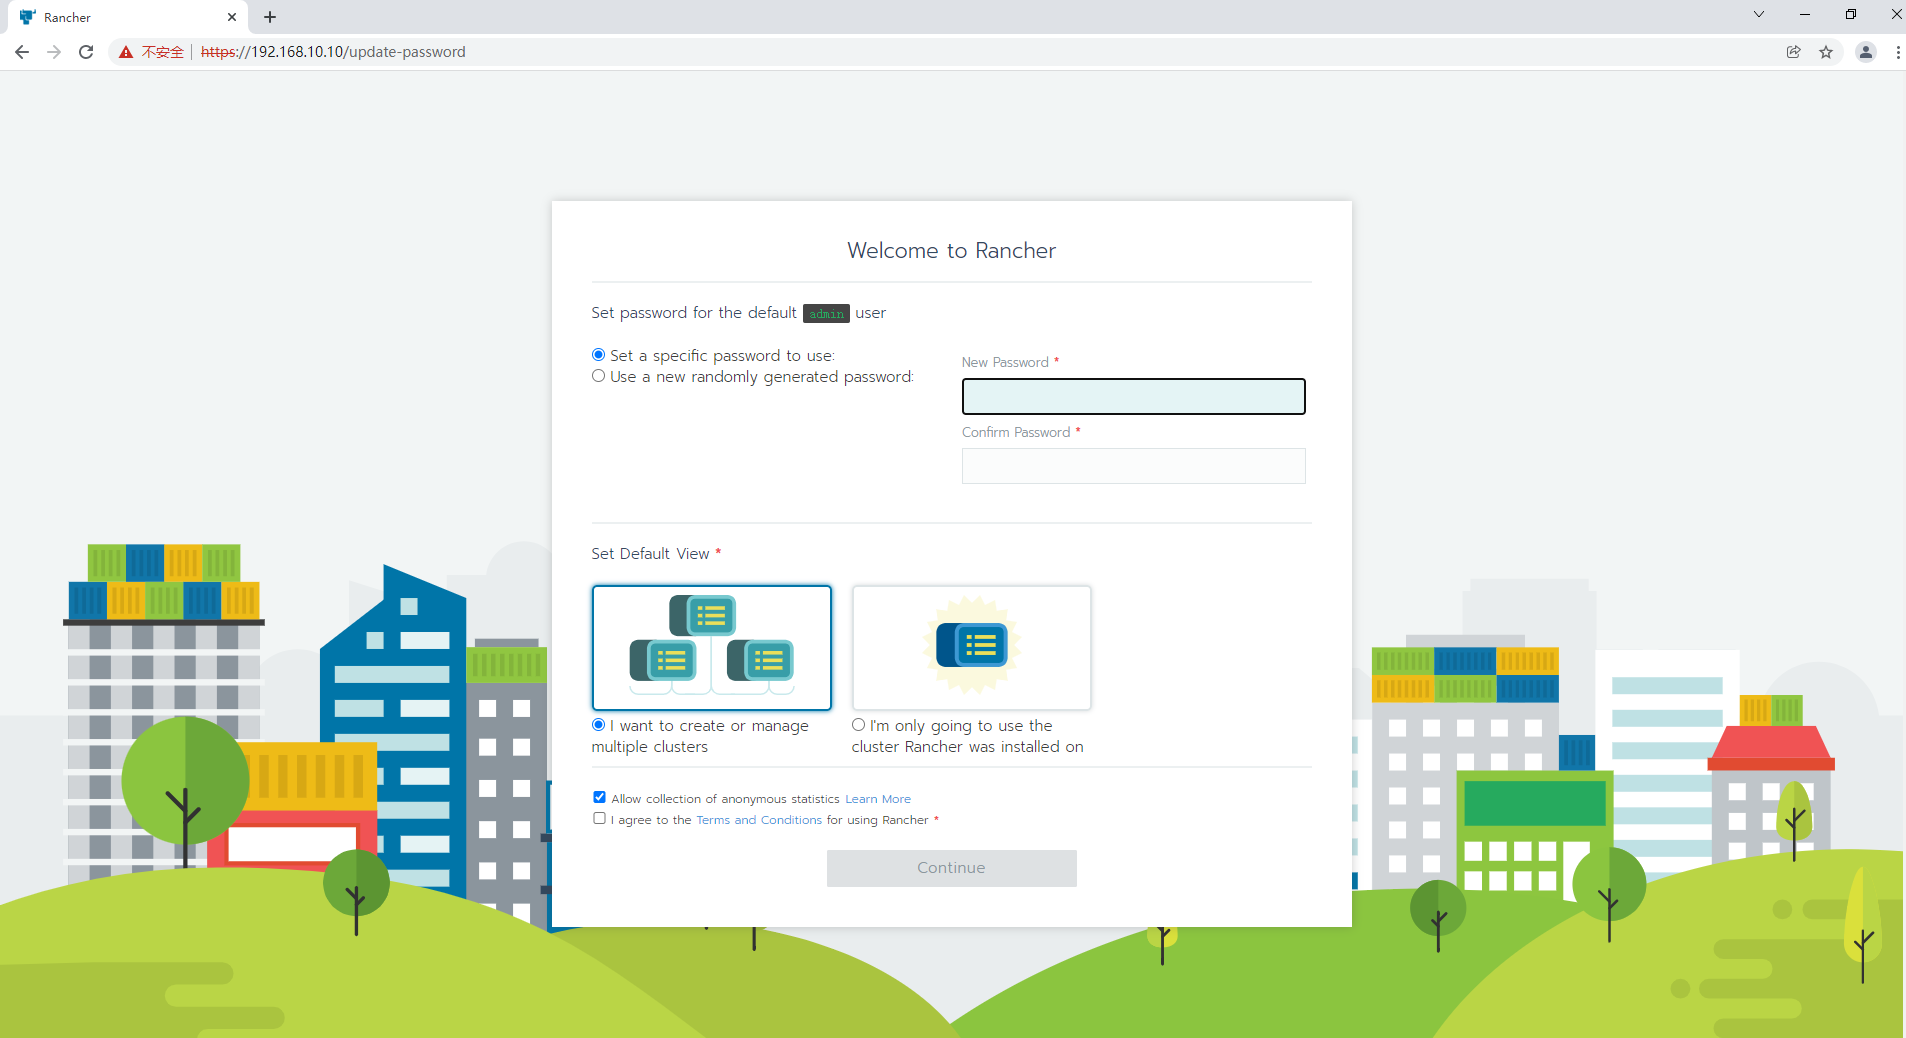 Rancher
不安全 https://192.168.10.10/update-password
Welcome to Rancher
Set password for the default admin user
Set a specific password to use:
Use a new randomly generated password:
New Password *
Confirm Password *
Set Default View *
I want to create or manage
multiple clusters
I'm only going to use the
cluster Rancher was installed on
Allow collection of anonymous statistics Learn More
I agree to the Terms and Conditions for using Rancher *
Continue